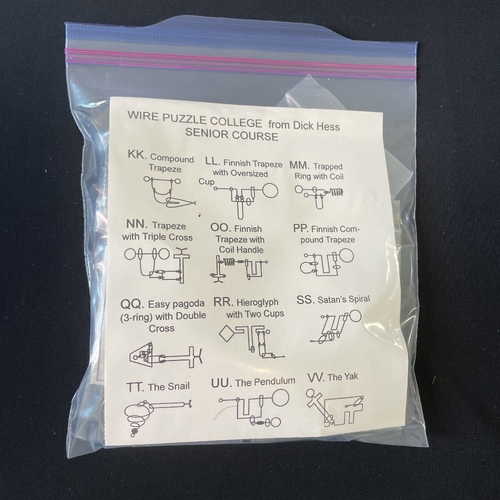 WIRE PUZZLE COLLEGE from Dick Hess
SENIOR COURSE
KK. Compound
Trapeze
LL. Finnish Trapeze
with Oversized
Cup
MM. Trapped
Ring with Coil
NN. Trapeze
with Triple Cross
OO. Finnish
Trapeze with
Coil Handle
PP. Finnish Com-
pound Trapeze
QQ. Easy pagoda
(3-ring) with Double
Cross
RR. Hieroglyph
with Two Cups
SS. Satan's Spiral
TT. The Snail
UU. The Pendulum
VV. The Yak